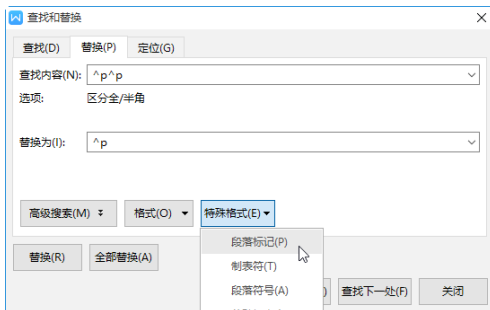 查找和替换
查找(D) 替换(P) 定位(G)
查找内容(N): ^p^p
选项: 区分全/半角
替换为(I): ^p
高级搜索(M) 格式(O) 特殊格式(E)
段落标记(P)
替换(R) 全部替换(A)
制表符(T)
段落符号(A)
) 查找下一处(F) 关闭